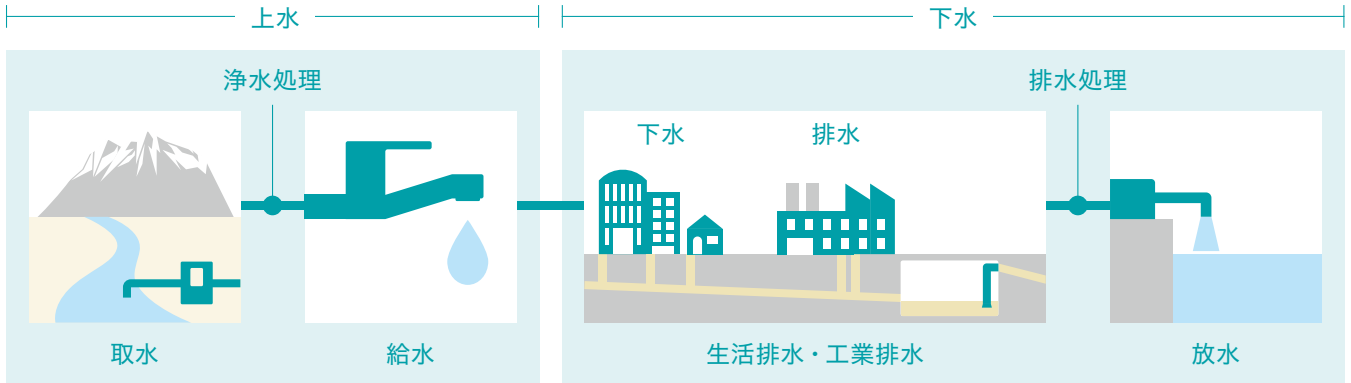 上水
下水
浄水処理
排水処理
下水
排水
取水
給水
生活排水・工業排水
放水